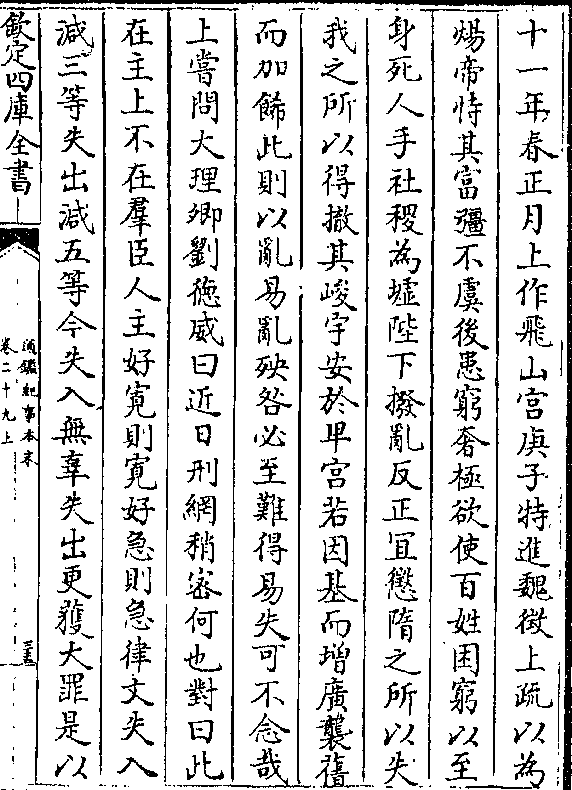 十一年春正月上作飛山宮庚子特進魏徵上疏以為
煬帝恃其富彊不虞後患窮奢極欲使百姓困窮以至
身死人手社稷為墟陛下撥亂反正宜懲隋之所以失
我之所以得撤其峻宇安於卑宮若因基而增廣襲舊
而加飾此則以亂易亂殃咎必至難得易失可不念哉
上嘗問大理卿劉徳威曰近日刑網稍宻何也對曰此
在主上不在羣臣人主好寛則寛好急則急律文失入
減三等失出減五等今失入無辜失出更獲大罪是以
欽定四庫全書
通鑑紀事本末
卷二十九上